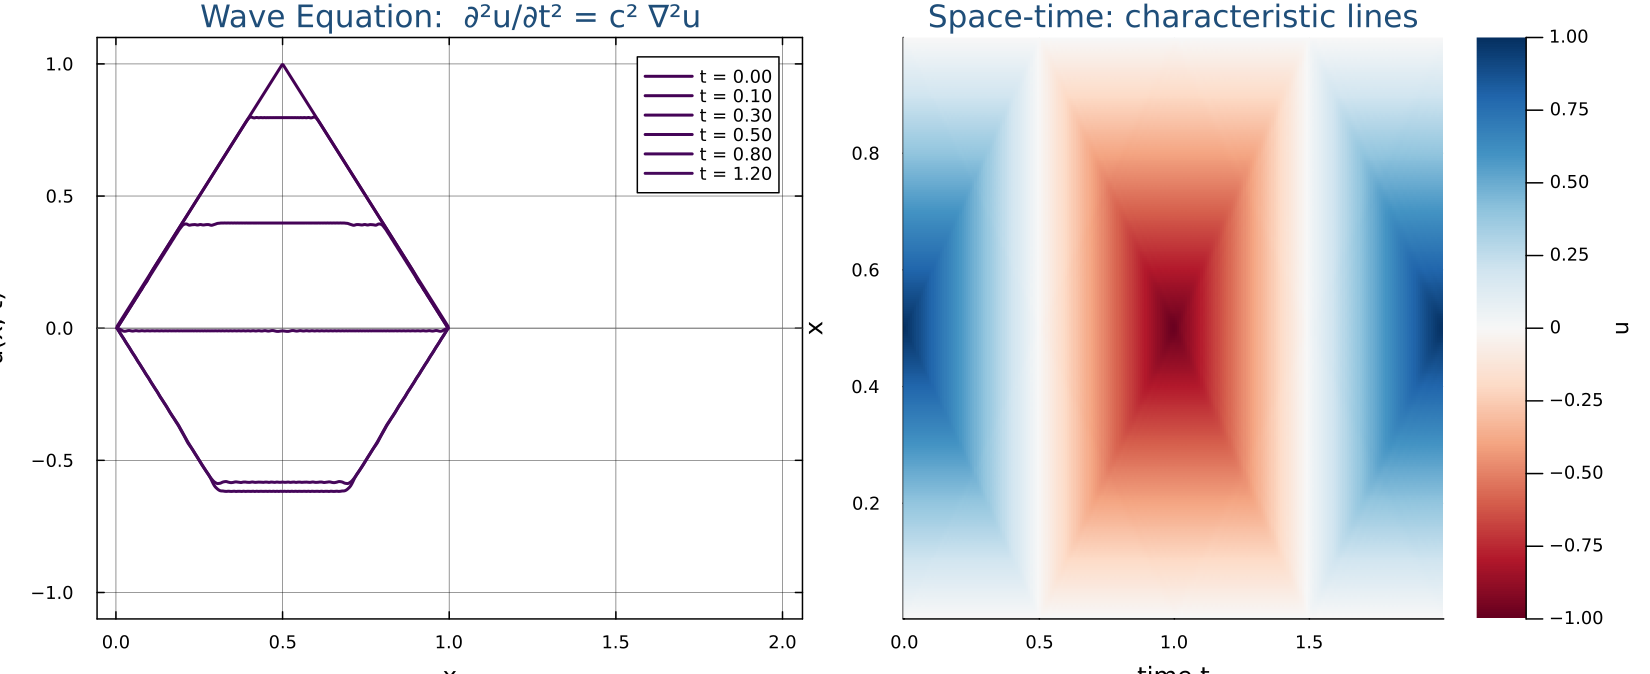 Wave Equation:  ∂²u/∂t² = c² ∇²u
1.0
0.5
0.0
−0.5
−1.0
0.0
0.5
1.0
1.5
2.0
t = 0.00
t = 0.10
t = 0.30
t = 0.50
t = 0.80
t = 1.20
Space-time: characteristic lines
x
0.8
0.6
0.4
0.2
0.0
0.5
1.0
1.5
time t
1.00
0.75
0.50
0.25
0
−0.25
−0.50
−0.75
−1.00
u